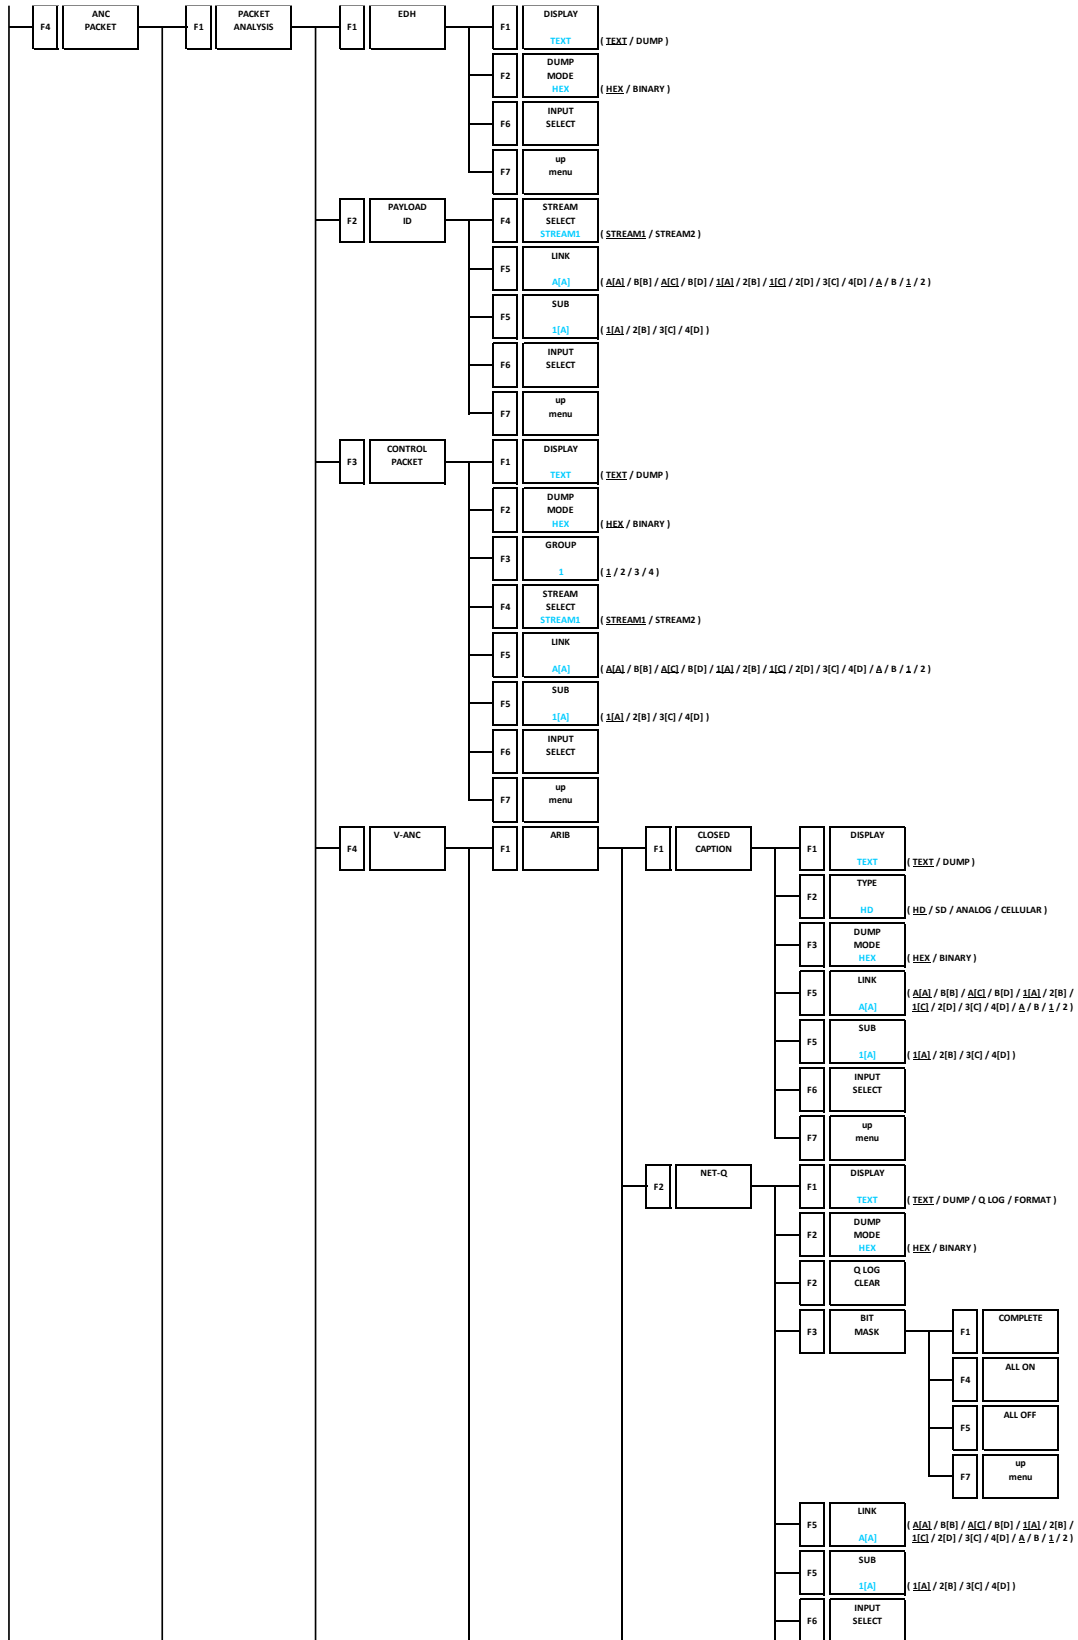 F4
ANC
PACKET
F1
PACKET
ANALYSIS
F1
EDH
F1
DISPLAY
TEXT
( TEXT / DUMP )
F2
DUMP
MODE
HEX
( HEX / BINARY )
F6
INPUT
SELECT
F7
up
menu
F2
PAYLOAD
ID
F4
STREAM
SELECT
STREAM1
( STREAM1 / STREAM2 )
F5
LINK
A[A]
( A[A] / B[B] / A[C] / B[D] / 1[A] / 2[B] / 1[C] / 2[D] / 3[C] / 4[D] / A / B / 1 / 2 )
F5
SUB
1[A]
( 1[A] / 2[B] / 3[C] / 4[D] )
F6
INPUT
SELECT
F7
up
menu
F3
CONTROL
PACKET
F1
DISPLAY
TEXT
( TEXT / DUMP )
F2
DUMP
MODE
HEX
( HEX / BINARY )
F3
GROUP
1
( 1 / 2 / 3 / 4 )
F4
STREAM
SELECT
STREAM1
( STREAM1 / STREAM2 )
F5
LINK
A[A]
( A[A] / B[B] / A[C] / B[D] / 1[A] / 2[B] / 1[C] / 2[D] / 3[C] / 4[D] / A / B / 1 / 2 )
F5
SUB
1[A]
( 1[A] / 2[B] / 3[C] / 4[D] )
F6
INPUT
SELECT
F7
up
menu
F4
V-ANC
F1
ARIB
F1
CLOSED
CAPTION
F1
DISPLAY
TEXT
( TEXT / DUMP )
F2
TYPE
HD
( HD / SD / ANALOG / CELLULAR )
F3
DUMP
MODE
HEX
( HEX / BINARY )
F5
LINK
A[A]
( A[A] / B[B] / A[C] / B[D] / 1[A] / 2[B] /
1[C] / 2[D] / 3[C] / 4[D] / A / B / 1 / 2 )
F5
SUB
1[A]
( 1[A] / 2[B] / 3[C] / 4[D] )
F6
INPUT
SELECT
F7
up
menu
F2
NET-Q
F1
DISPLAY
TEXT
( TEXT / DUMP / Q LOG / FORMAT )
F2
DUMP
MODE
HEX
( HEX / BINARY )
F2
Q LOG
CLEAR
F3
BIT
MASK
F1
COMPLETE
F4
ALL ON
F5
ALL OFF
F7
up
menu
F5
LINK
A[A]
( A[A] / B[B] / A[C] / B[D] / 1[A] / 2[B] /
1[C] / 2[D] / 3[C] / 4[D] / A / B / 1 / 2 )
F5
SUB
1[A]
( 1[A] / 2[B] / 3[C] / 4[D] )
F6
INPUT
SELECT